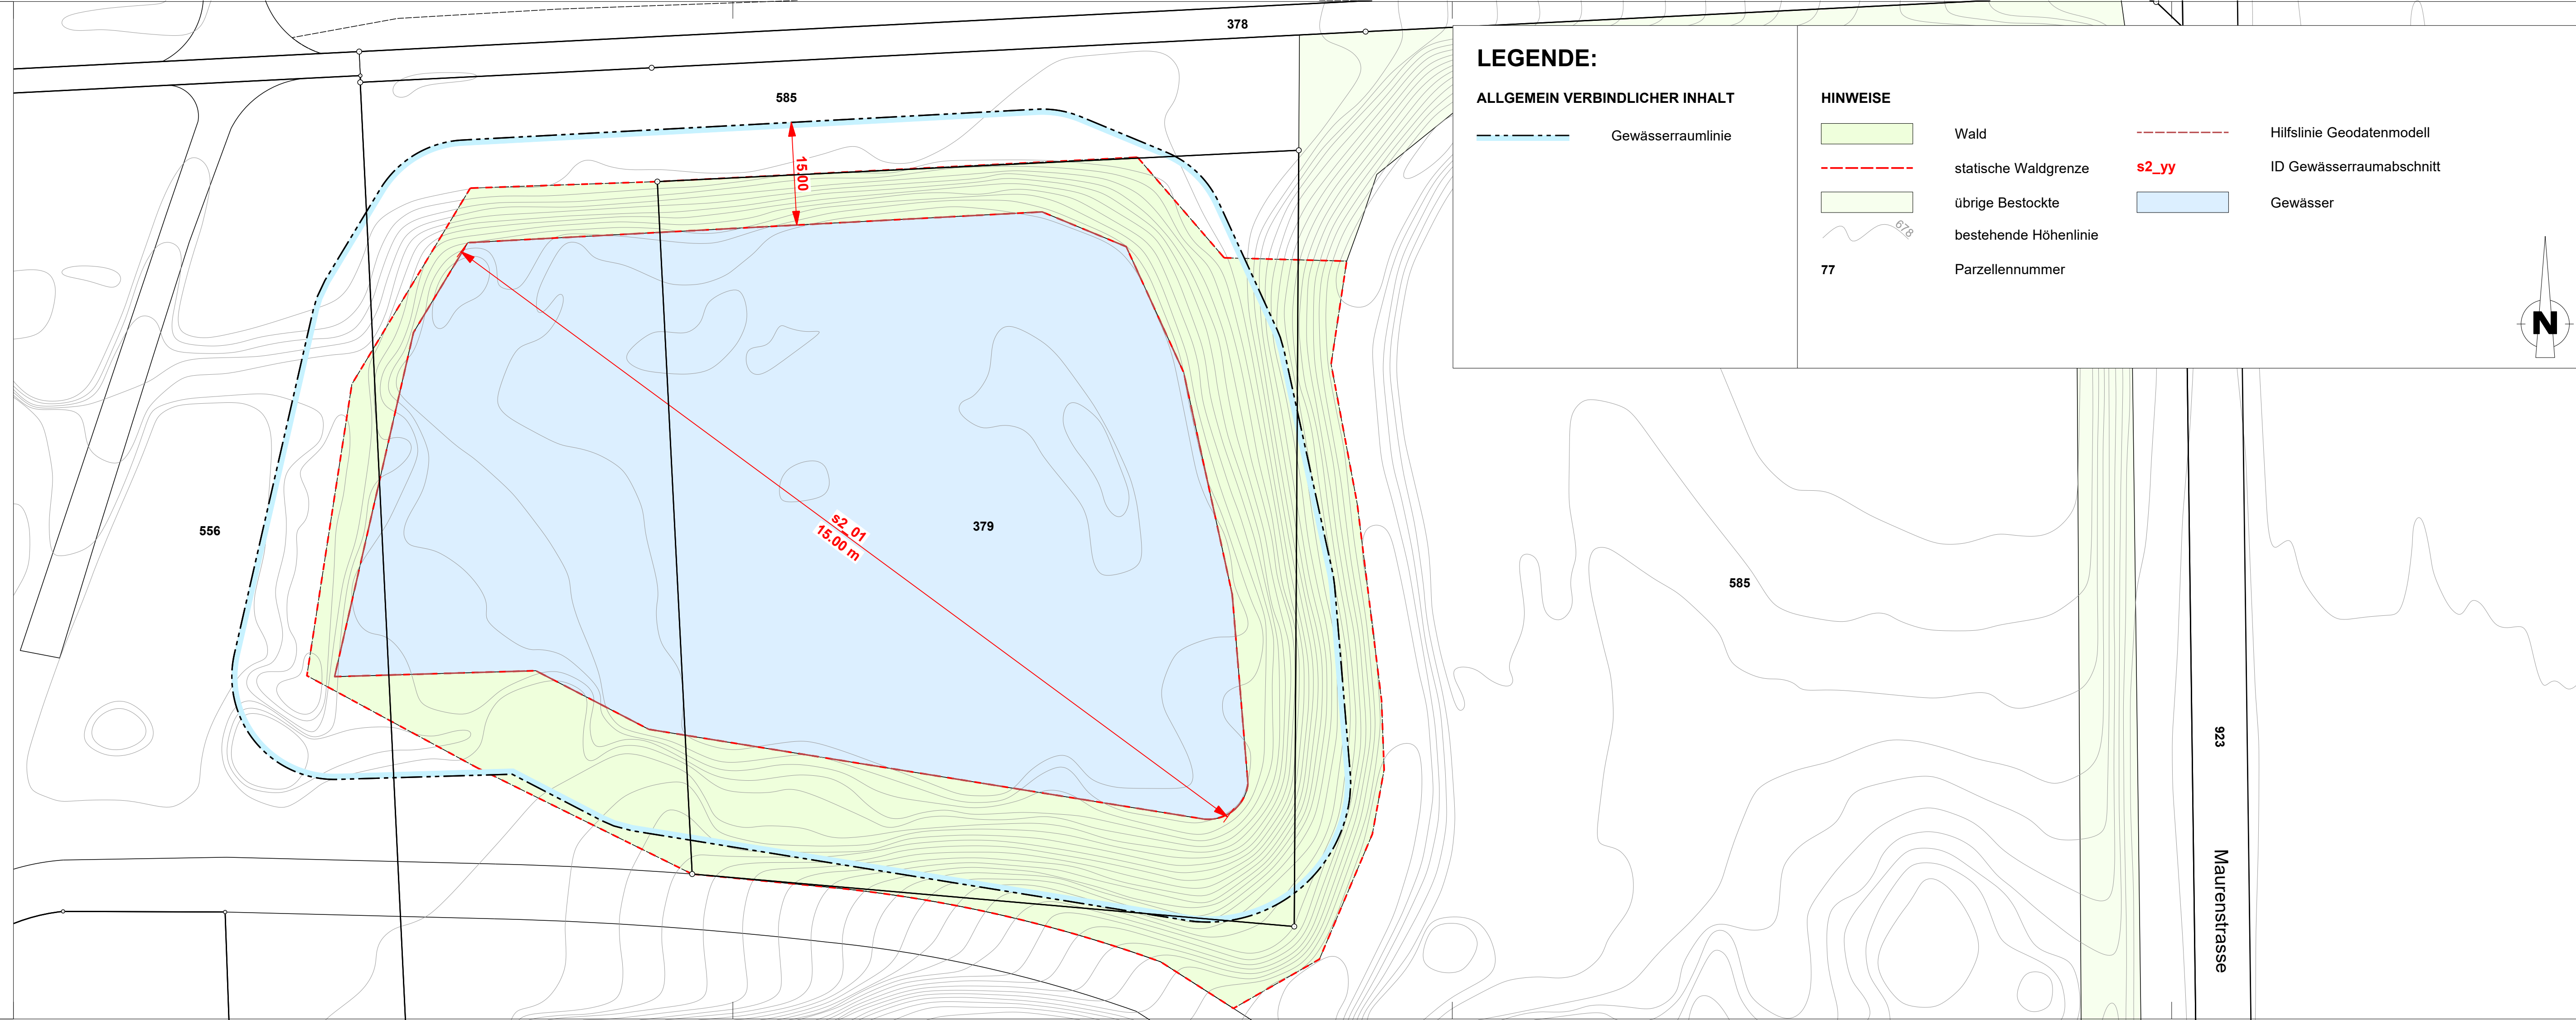 378
585
15.00
556
379
s2_01
15.00 m
585
923
Maurenstrasse
LEGENDE:
ALLGEMEIN VERBINDLICHER INHALT
Gewässerraumlinie
HINWEISE
Wald
statische Waldgrenze
übrige Bestockte
678
bestehende Höhenlinie
77
Parzellennummer
Hilfslinie Geodatenmodell
s2_yy
ID Gewässerraumabschnitt
Gewässer
N